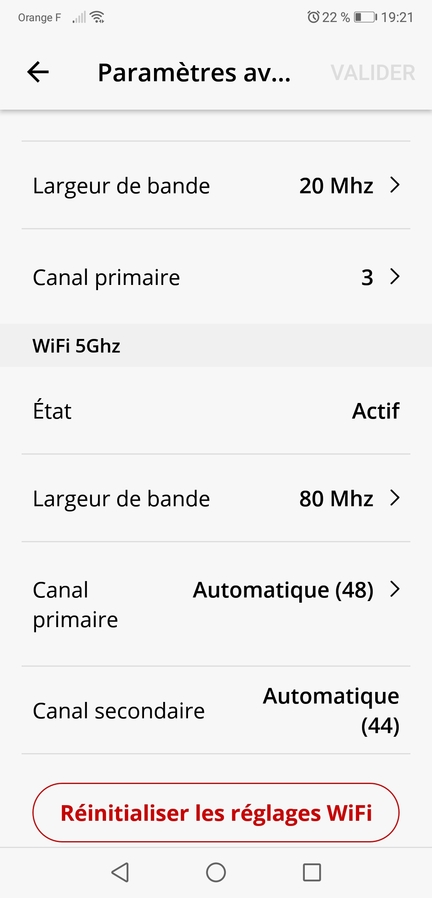 Orange F 22 % 19:21
Paramètres av... VALIDER
Largeur de bande 20 Mhz
Canal primaire 3
WiFi 5Ghz
État Actif
Largeur de bande 80 Mhz
Canal Automatique (48)
primaire
Automatique
Canal secondaire
(44)
Réinitialiser les réglages WiFi